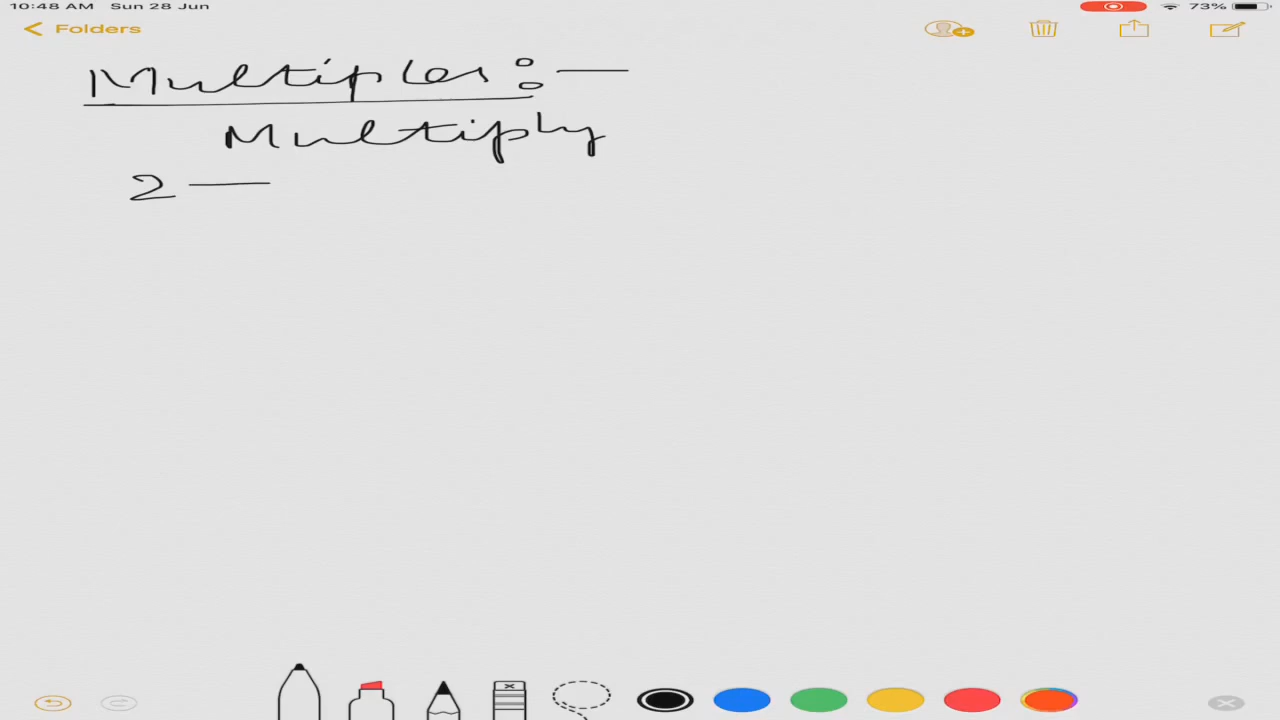 10:48 AM Sun 28 Jun 73%
Folders
Multiples :—
Multiply
2 —